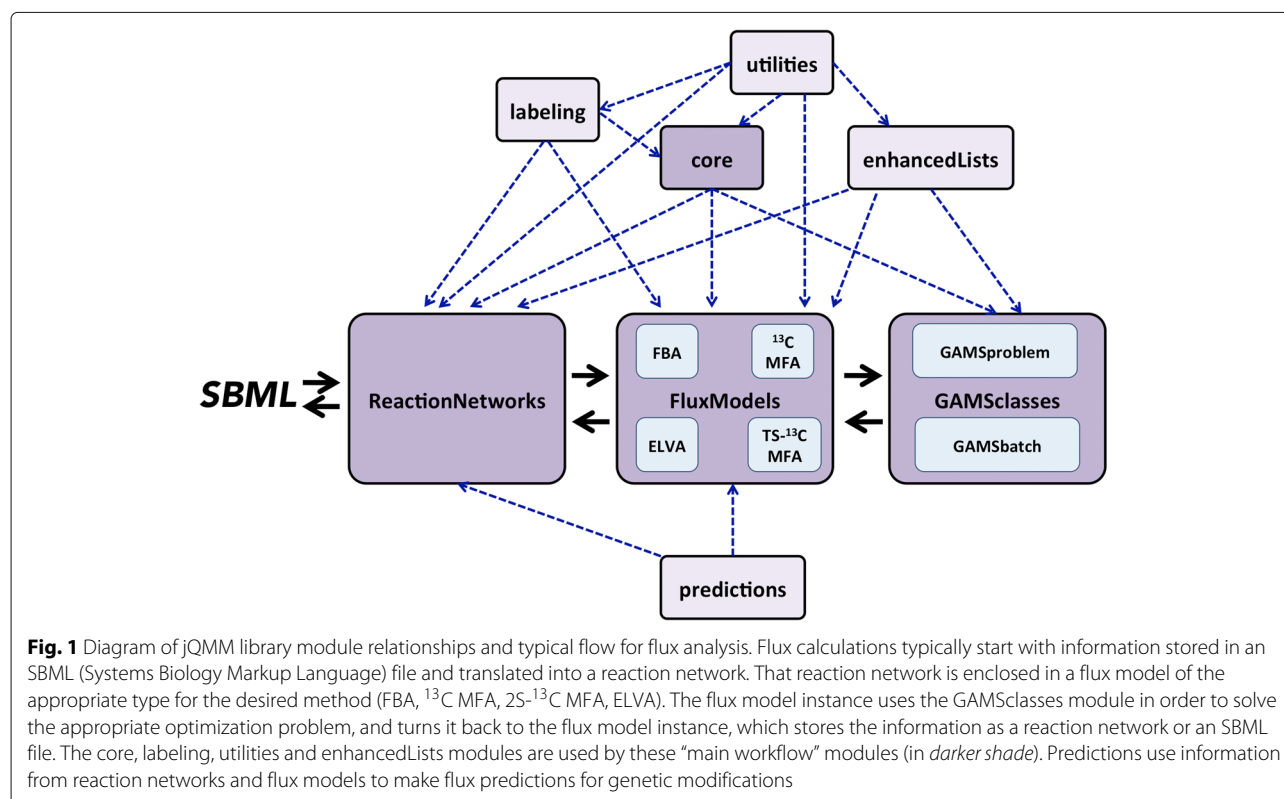 utilities
labeling
core
enhancedLists
FBA
¹³C
MFA
GAMSproblem
SBML
ReactionNetworks
FluxModels
GAMSclasses
ELVA
TS-¹³C
MFA
GAMSbatch
predictions
Fig. 1 Diagram of jQMM library module relationships and typical flow for flux analysis. Flux calculations typically start with information stored in an
SBML (Systems Biology Markup Language) file and translated into a reaction network. That reaction network is enclosed in a flux model of the
appropriate type for the desired method (FBA, ¹³C MFA, 2S-¹³C MFA, ELVA). The flux model instance uses the GAMSclasses module in order to solve
the appropriate optimization problem, and turns it back to the flux model instance, which stores the information as a reaction network or an SBML
file. The core, labeling, utilities and enhancedLists modules are used by these “main workflow” modules (in darker shade). Predictions use information
from reaction networks and flux models to make flux predictions for genetic modifications